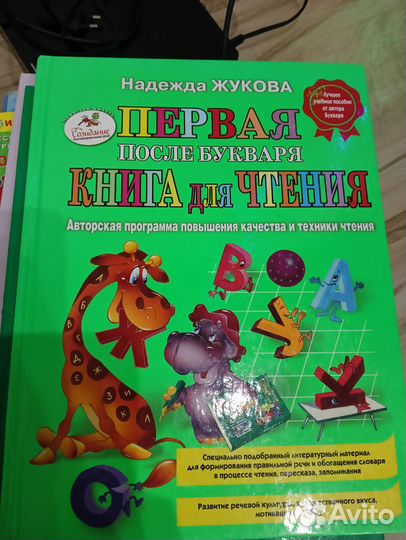 Надежда ЖУКОВА
Созидание
Лучшее
учебное пособие
от автора
Букваря
ПЕРВАЯ
ПОСЛЕ БУКВАРЯ
КНИГА ДЛЯ ЧТЕНИЯ
Авторская программа повышения качества и техники чтения
В О А
Ж У К
А Б В Г Д Е Ж З И К Л
О
Специально подобранный литературный материал
для формирования правильной речи и обогащения словаря
в процессе чтения, пересказа, запоминания
Развитие речевой культуры, вкуса,
Avito